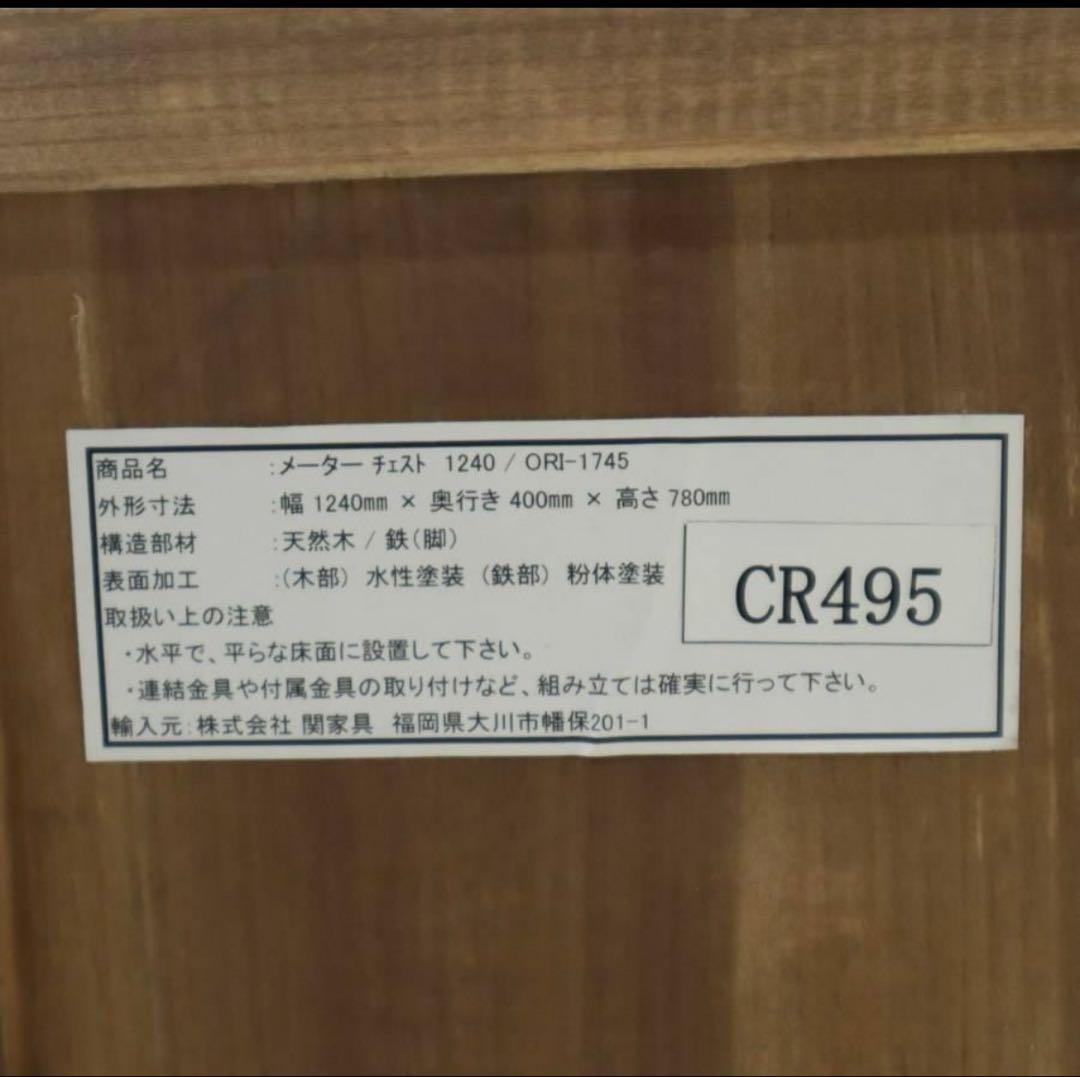 商品名 :メーター チェスト 1240 / ORI-1745
外形寸法 :幅 1240mm × 奥行き 400mm × 高さ 780mm
構造部材 :天然木 / 鉄(脚)
表面加工 :(木部) 水性塗装 (鉄部) 粉体塗装
CR495
取扱い上の注意
・水平で、平らな床面に設置して下さい。
・連結金具や付属金具の取り付けなど、組み立ては確実に行って下さい。
輸入元:株式会社 関家具 福岡県大川市幡保201-1